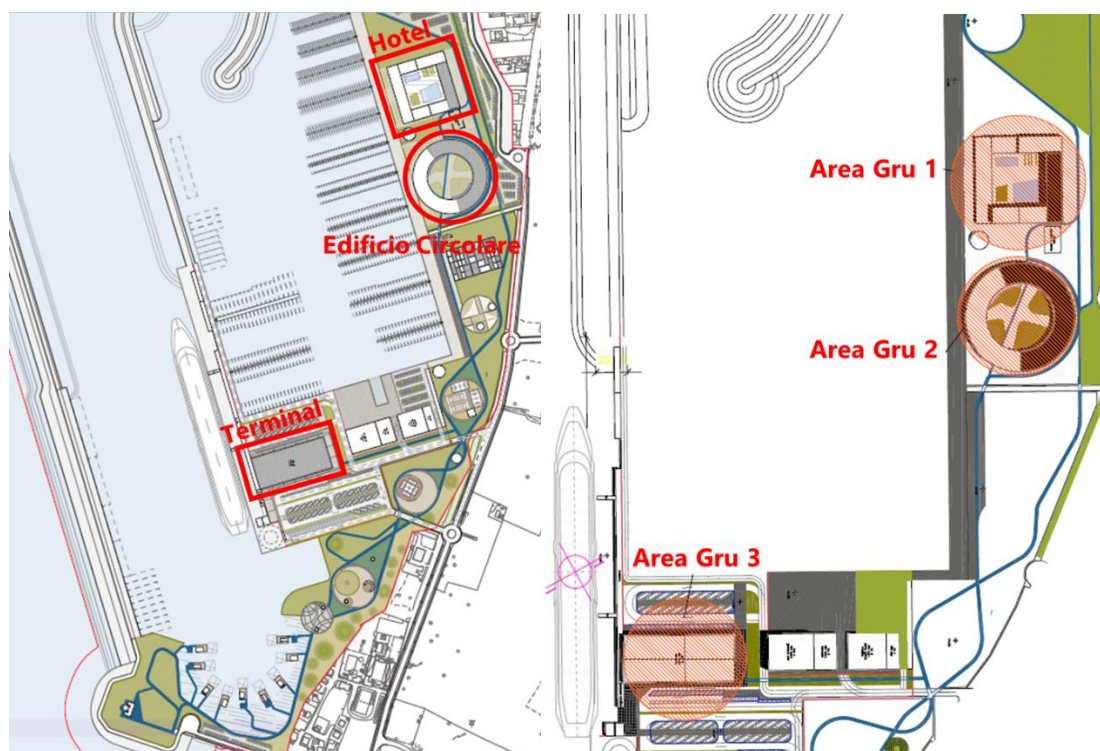 Hotel
Edificio Circolare
Terminal
Area Gru 1
Area Gru 2
Area Gru 3